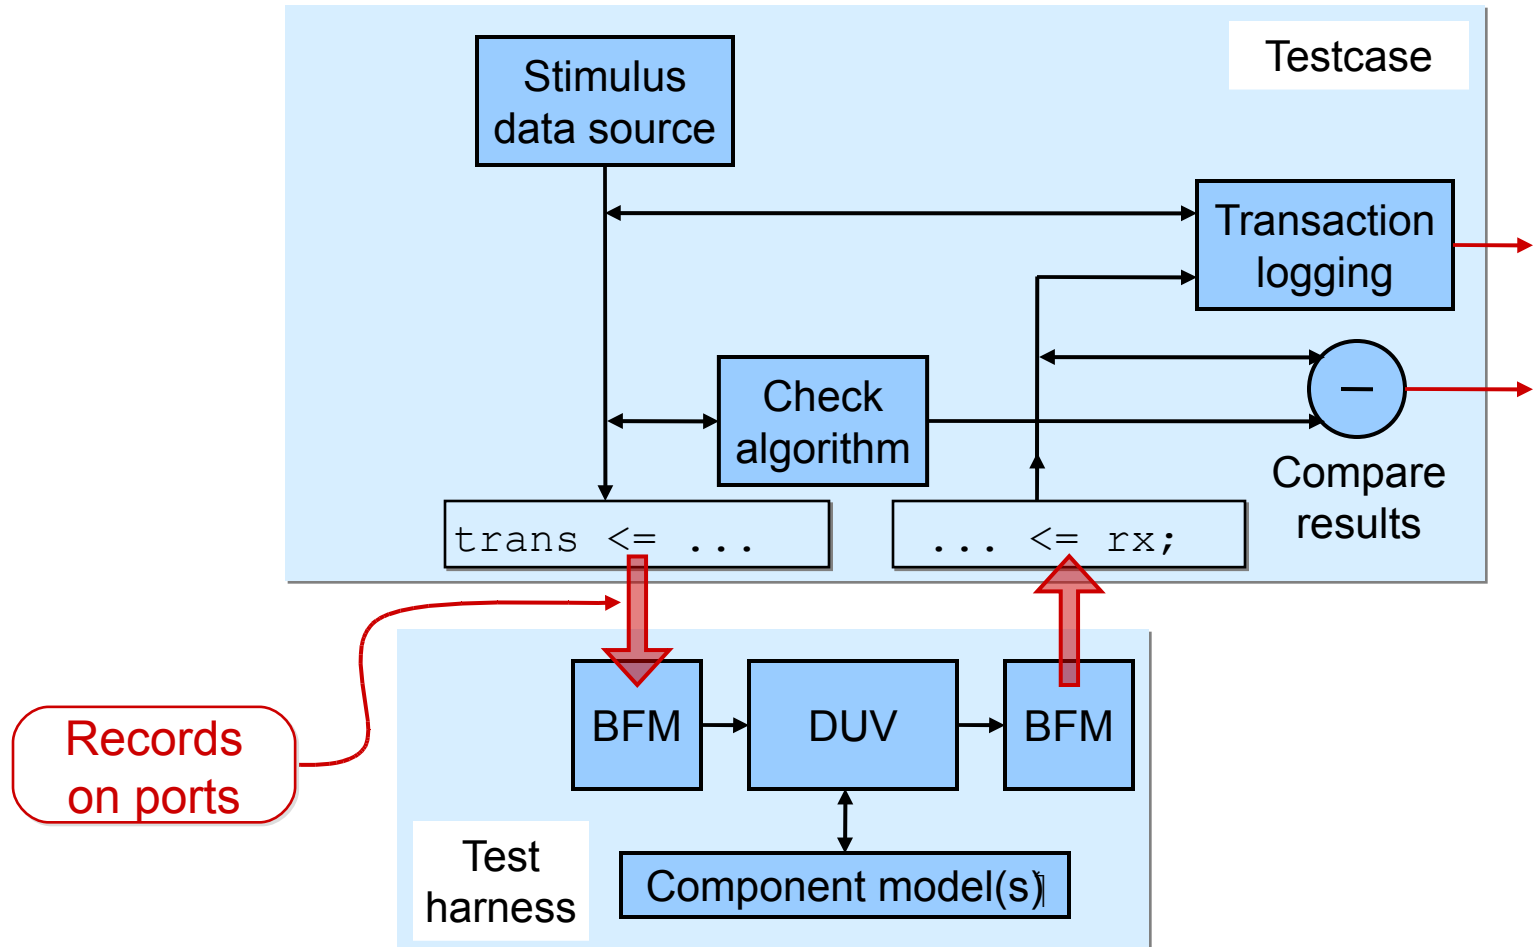 Testcase
Stimulus
data source
Transaction
logging
Check
algorithm
–
Compare
results
trans <= ...
... <= rx;
Records
on ports
BFM
DUV
BFM
Test
harness
Component model(s)